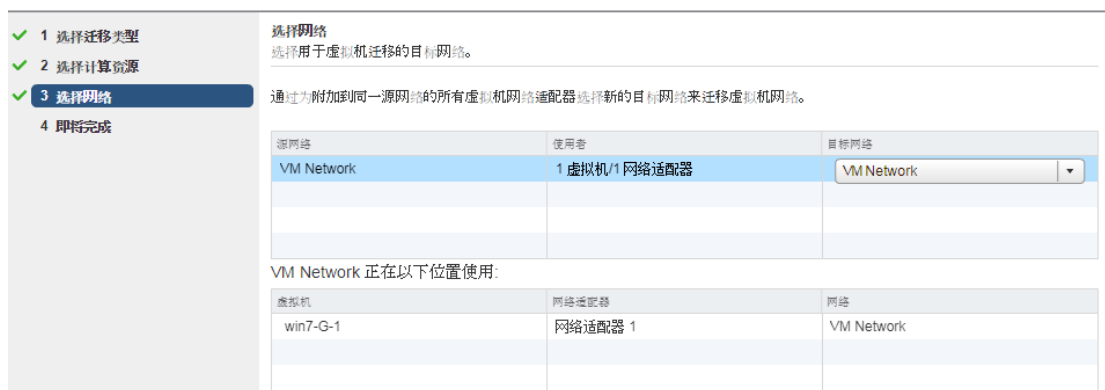 1 选择迁移类型
2 选择计算资源
3 选择网络
4 即将完成
选择网络
选择用于虚拟机迁移的目标网络。
通过为附加到同一源网络的所有虚拟机网络适配器选择新的目标网络来迁移虚拟机网络。
源网络 使用者 目标网络
VM Network 1 虚拟机/1 网络适配器 VM Network
VM Network 正在以下位置使用:
虚拟机 网络适配器 网络
win7-G-1 网络适配器 1 VM Network